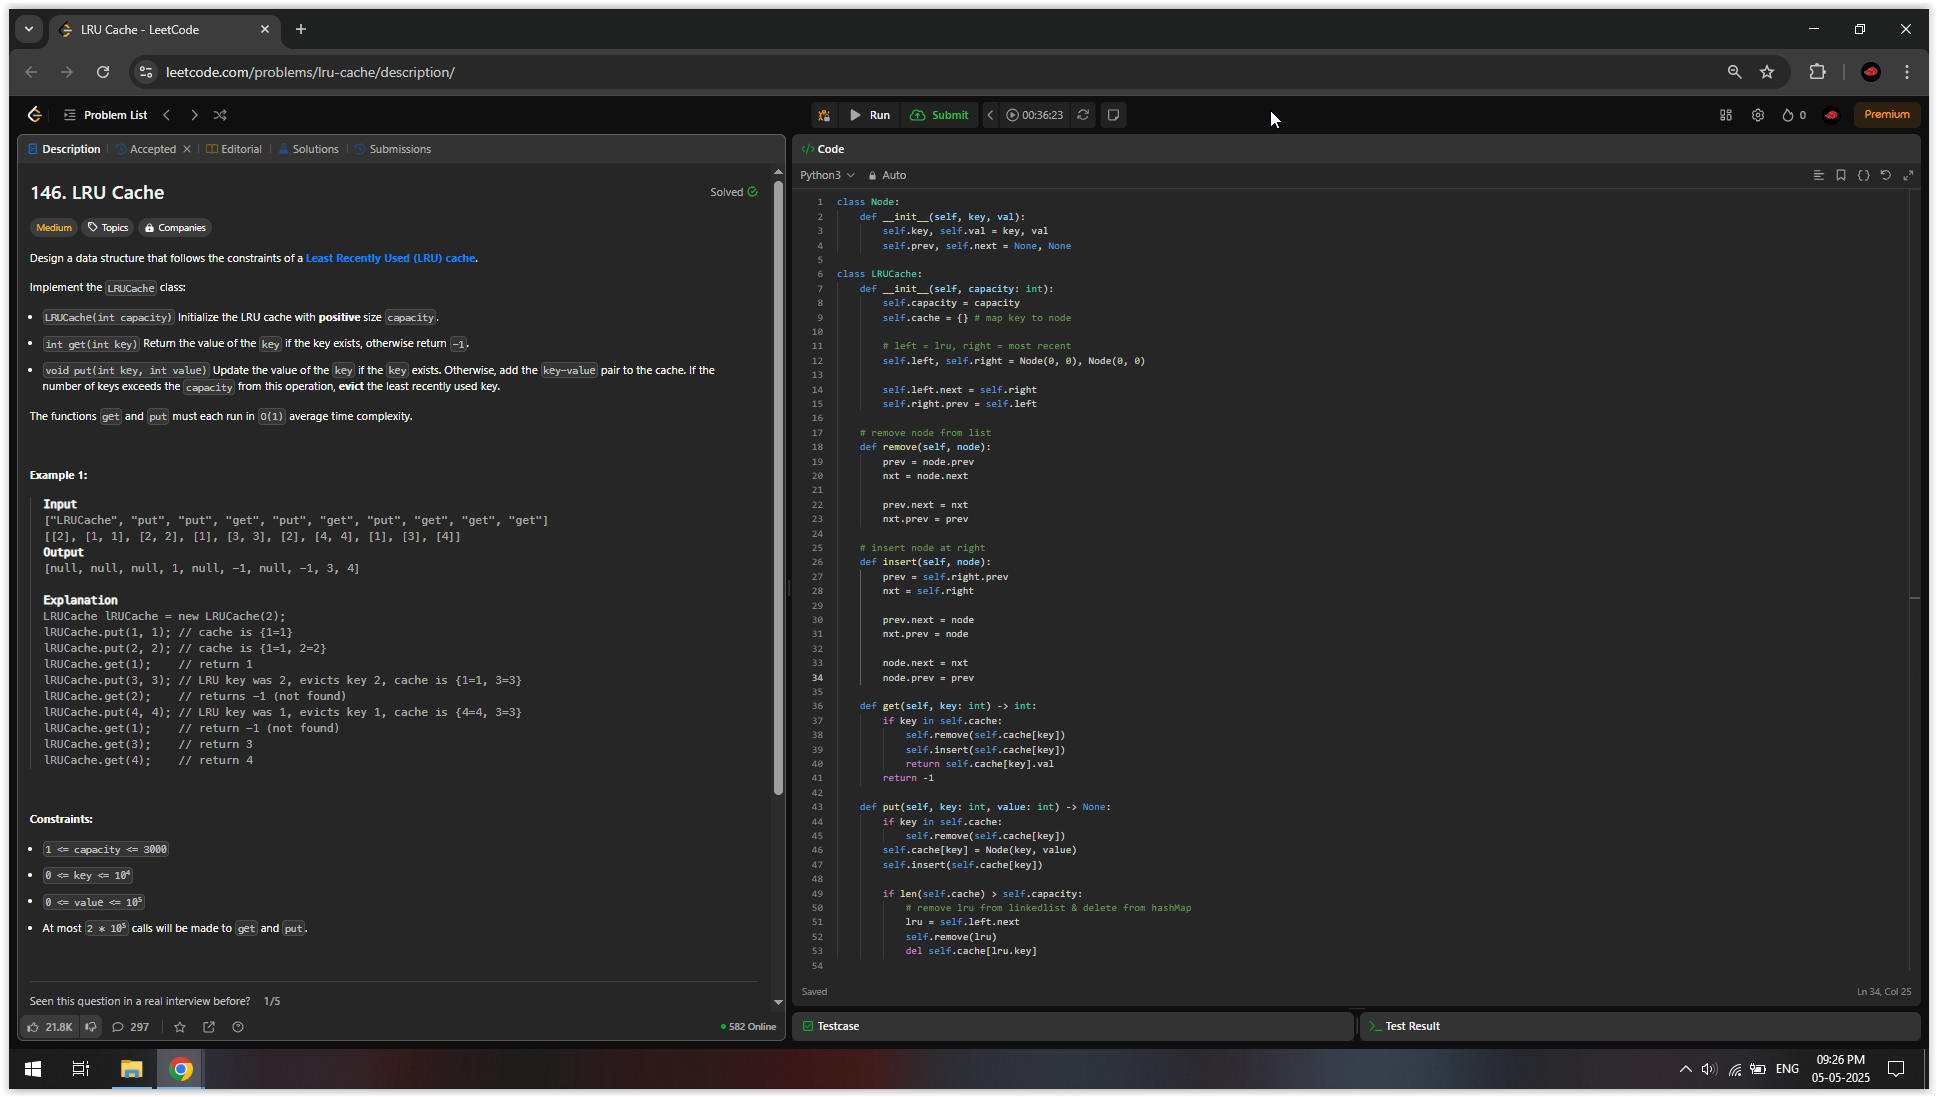 LRU Cache - LeetCode
leetcode.com/problems/lru-cache/description/
Problem List
Run
Submit
00:36:23
0
Premium
Description
Accepted
Editorial
Solutions
Submissions
146. LRU Cache
Solved
Medium
Topics
Companies
Design a data structure that follows the constraints of a Least Recently Used (LRU) cache.
Implement the LRUCache class:
• LRUCache(int capacity) Initialize the LRU cache with positive size capacity.
• int get(int key) Return the value of the key if the key exists, otherwise return -1.
• void put(int key, int value) Update the value of the key if the key exists. Otherwise, add the key-value pair to the cache. If the
number of keys exceeds the capacity from this operation, evict the least recently used key.
The functions get and put must each run in O(1) average time complexity.
Example 1:
Input
["LRUCache", "put", "put", "get", "put", "get", "put", "get", "get", "get"]
[[2], [1, 1], [2, 2], [1], [3, 3], [2], [4, 4], [1], [3], [4]]
Output
[null, null, null, 1, null, -1, null, -1, 3, 4]
Explanation
LRUCache lRUCache = new LRUCache(2);
lRUCache.put(1, 1); // cache is {1=1}
lRUCache.put(2, 2); // cache is {1=1, 2=2}
lRUCache.get(1);    // return 1
lRUCache.put(3, 3); // LRU key was 2, evicts key 2, cache is {1=1, 3=3}
lRUCache.get(2);    // returns -1 (not found)
lRUCache.put(4, 4); // LRU key was 1, evicts key 1, cache is {4=4, 3=3}
lRUCache.get(1);    // return -1 (not found)
lRUCache.get(3);    // return 3
lRUCache.get(4);    // return 4
Constraints:
• 1 <= capacity <= 3000
• 0 <= key <= 10⁴
• 0 <= value <= 10⁵
• At most 2 * 10⁵ calls will be made to get and put.
Seen this question in a real interview before? 1/5
21.8K
297
582 Online
</> Code
Python3
Auto
1 class Node:
2     def __init__(self, key, val):
3         self.key, self.val = key, val
4         self.prev, self.next = None, None
5
6 class LRUCache:
7     def __init__(self, capacity: int):
8         self.capacity = capacity
9         self.cache = {} # map key to node
10
11         # left = lru, right = most recent
12         self.left, self.right = Node(0, 0), Node(0, 0)
13
14         self.left.next = self.right
15         self.right.prev = self.left
16
17     # remove node from list
18     def remove(self, node):
19         prev = node.prev
20         nxt = node.next
21
22         prev.next = nxt
23         nxt.prev = prev
24
25     # insert node at right
26     def insert(self, node):
27         prev = self.right.prev
28         nxt = self.right
29
30         prev.next = node
31         nxt.prev = node
32
33         node.next = nxt
34         node.prev = prev
35
36     def get(self, key: int) -> int:
37         if key in self.cache:
38             self.remove(self.cache[key])
39             self.insert(self.cache[key])
40             return self.cache[key].val
41         return -1
42
43     def put(self, key: int, value: int) -> None:
44         if key in self.cache:
45             self.remove(self.cache[key])
46         self.cache[key] = Node(key, value)
47         self.insert(self.cache[key])
48
49         if len(self.cache) > self.capacity:
50             # remove lru from linkedlist & delete from hashMap
51             lru = self.left.next
52             self.remove(lru)
53             del self.cache[lru.key]
54
Saved
Ln 34, Col 25
Testcase
Test Result
ENG
09:26 PM
05-05-2025